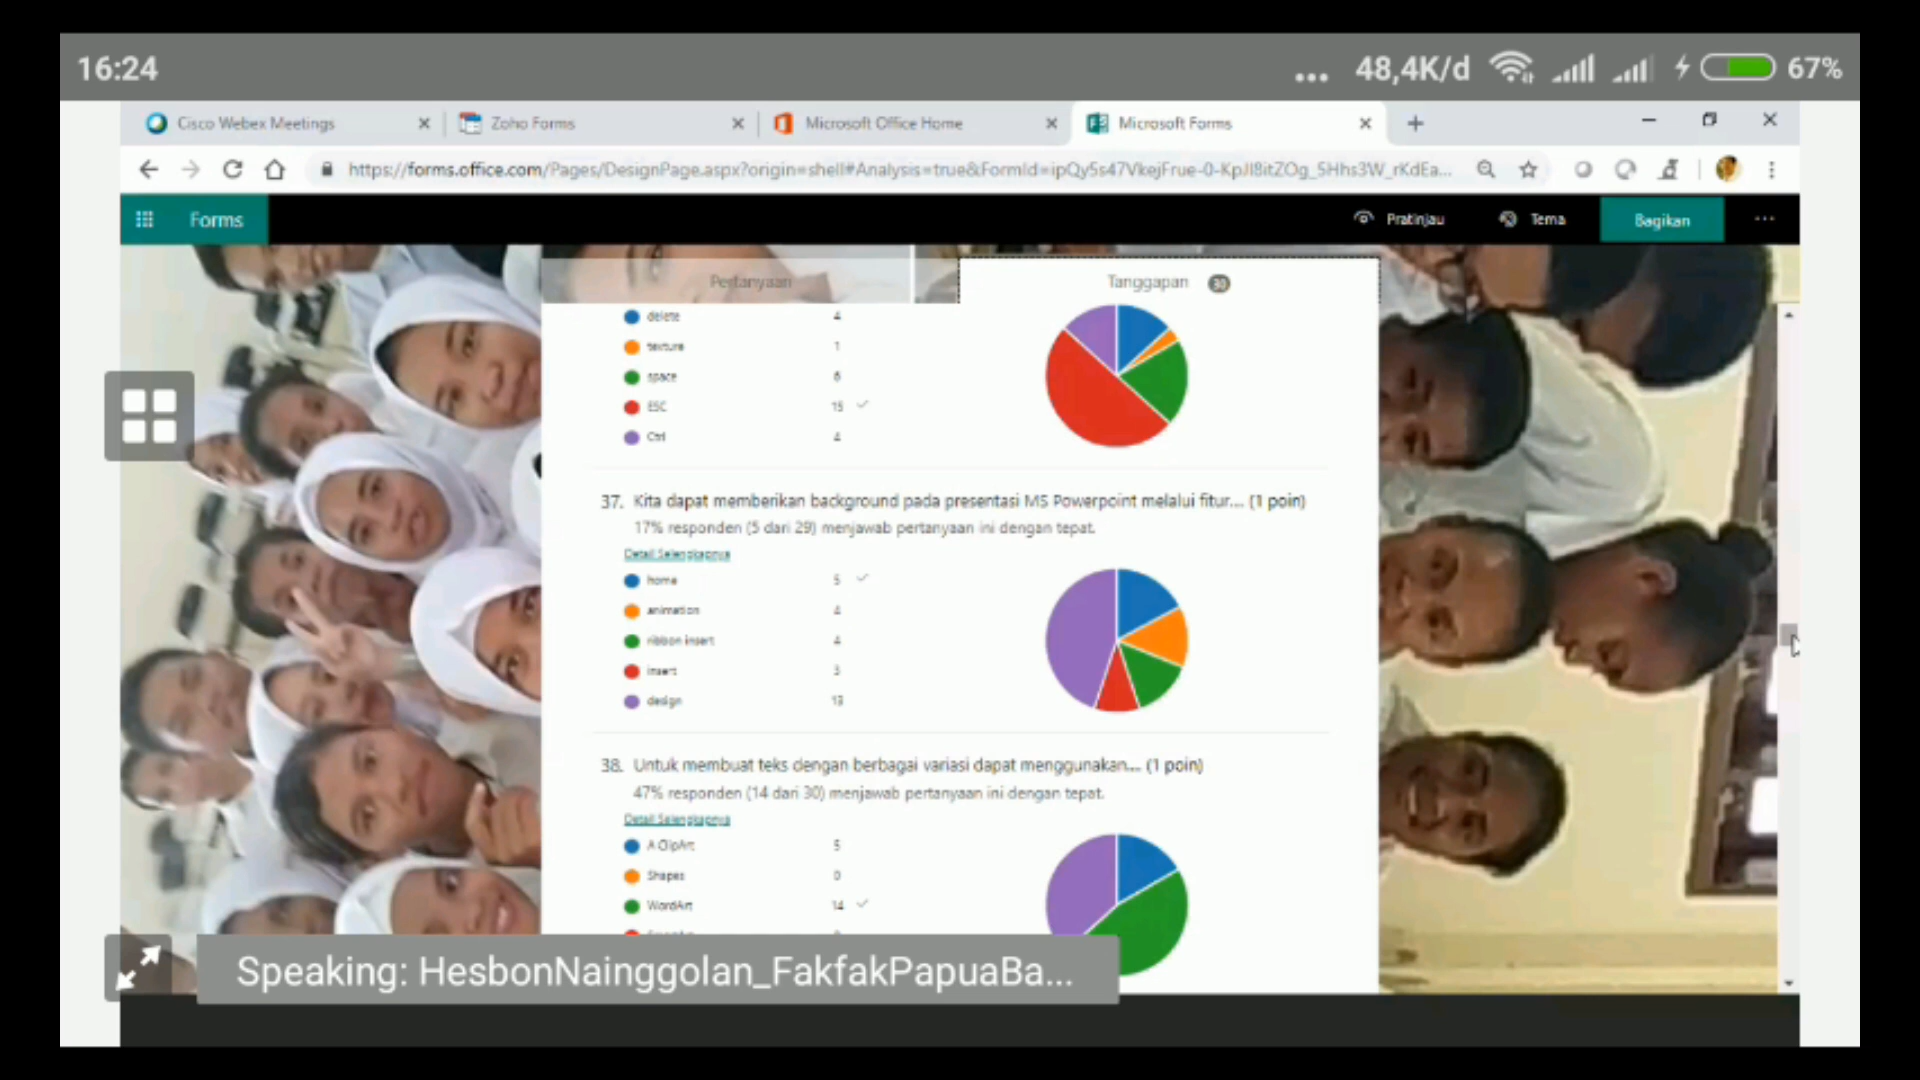 16:24
... 48,4K/d 67%
Cisco Webex Meetings
Zoho Forms
Microsoft Office Home
Microsoft Forms
https://forms.office.com/Pages/DesignPage.aspx?origin=shell#Analysis=true&FormId=ipQy5s47VkejFrue-0-KpJI8itZOg_5Hhs3W_rKdEa...
Forms
Pratinjau
Tema
Bagikan
Pertanyaan
Tanggapan 30
delete 4
texture 1
space 6
ESC 15
Ctrl 4
37. Kita dapat memberikan background pada presentasi MS Powerpoint melalui fitur... (1 poin)
17% responden (5 dari 29) menjawab pertanyaan ini dengan tepat.
Detail Selengkapnya
home 5
animation 4
ribbon insert 4
insert 3
design 13
38. Untuk membuat teks dengan berbagai variasi dapat menggunakan... (1 poin)
47% responden (14 dari 30) menjawab pertanyaan ini dengan tepat.
Detail Selengkapnya
A ClipArt 5
Shapes 0
WordArt 14
Speaking: HesbonNainggolan_FakfakPapuaBa...